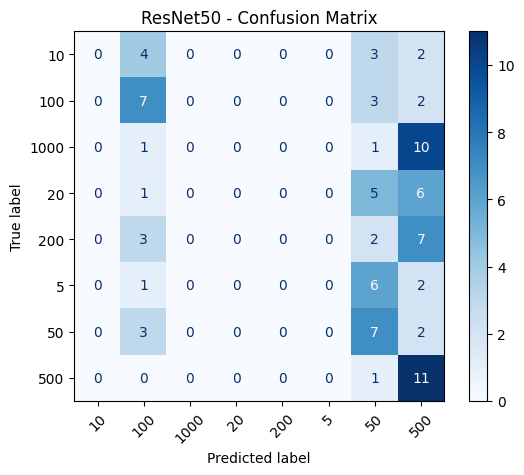 ResNet50 - Confusion Matrix
10 0 4 0 0 0 0 3 2
100 0 7 0 0 0 0 3 2
1000 0 1 0 0 0 0 1 10
20 0 1 0 0 0 0 5 6
200 0 3 0 0 0 0 2 7
5 0 1 0 0 0 0 6 2
50 0 3 0 0 0 0 7 2
500 0 0 0 0 0 0 1 11
10 100 1000 20 200 5 50 500
True label
Predicted label
10
8
6
4
2
0